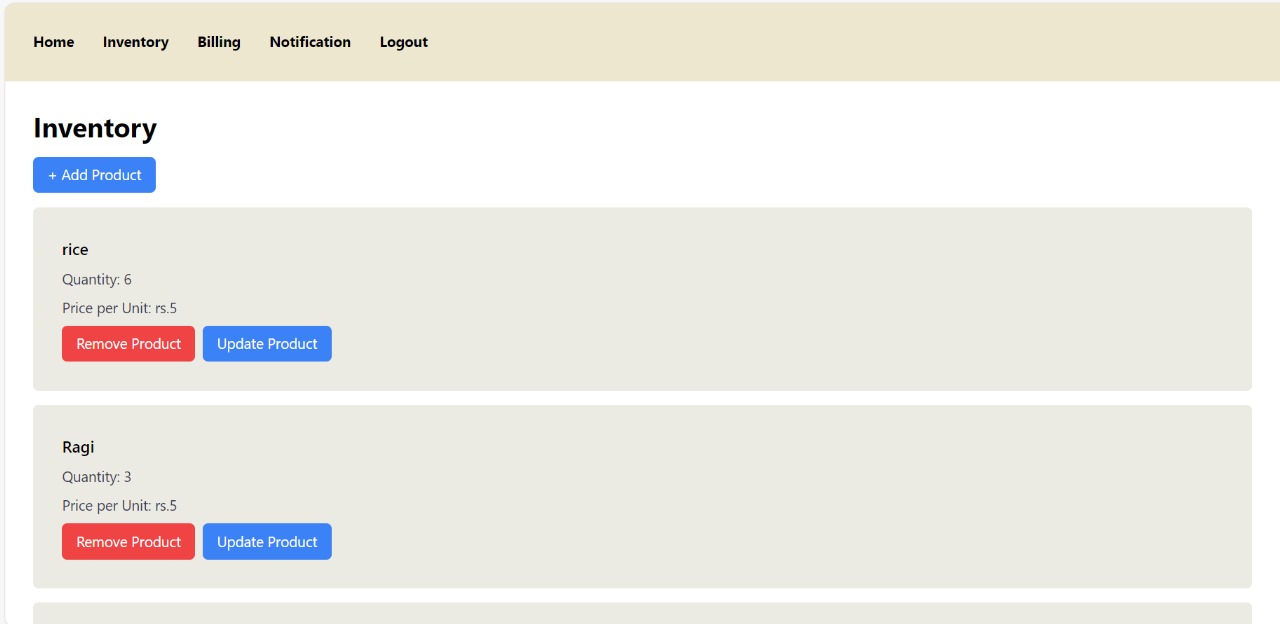 Home Inventory Billing Notification Logout
Inventory
+ Add Product
rice
Quantity: 6
Price per Unit: rs.5
Remove Product Update Product
Ragi
Quantity: 3
Price per Unit: rs.5
Remove Product Update Product